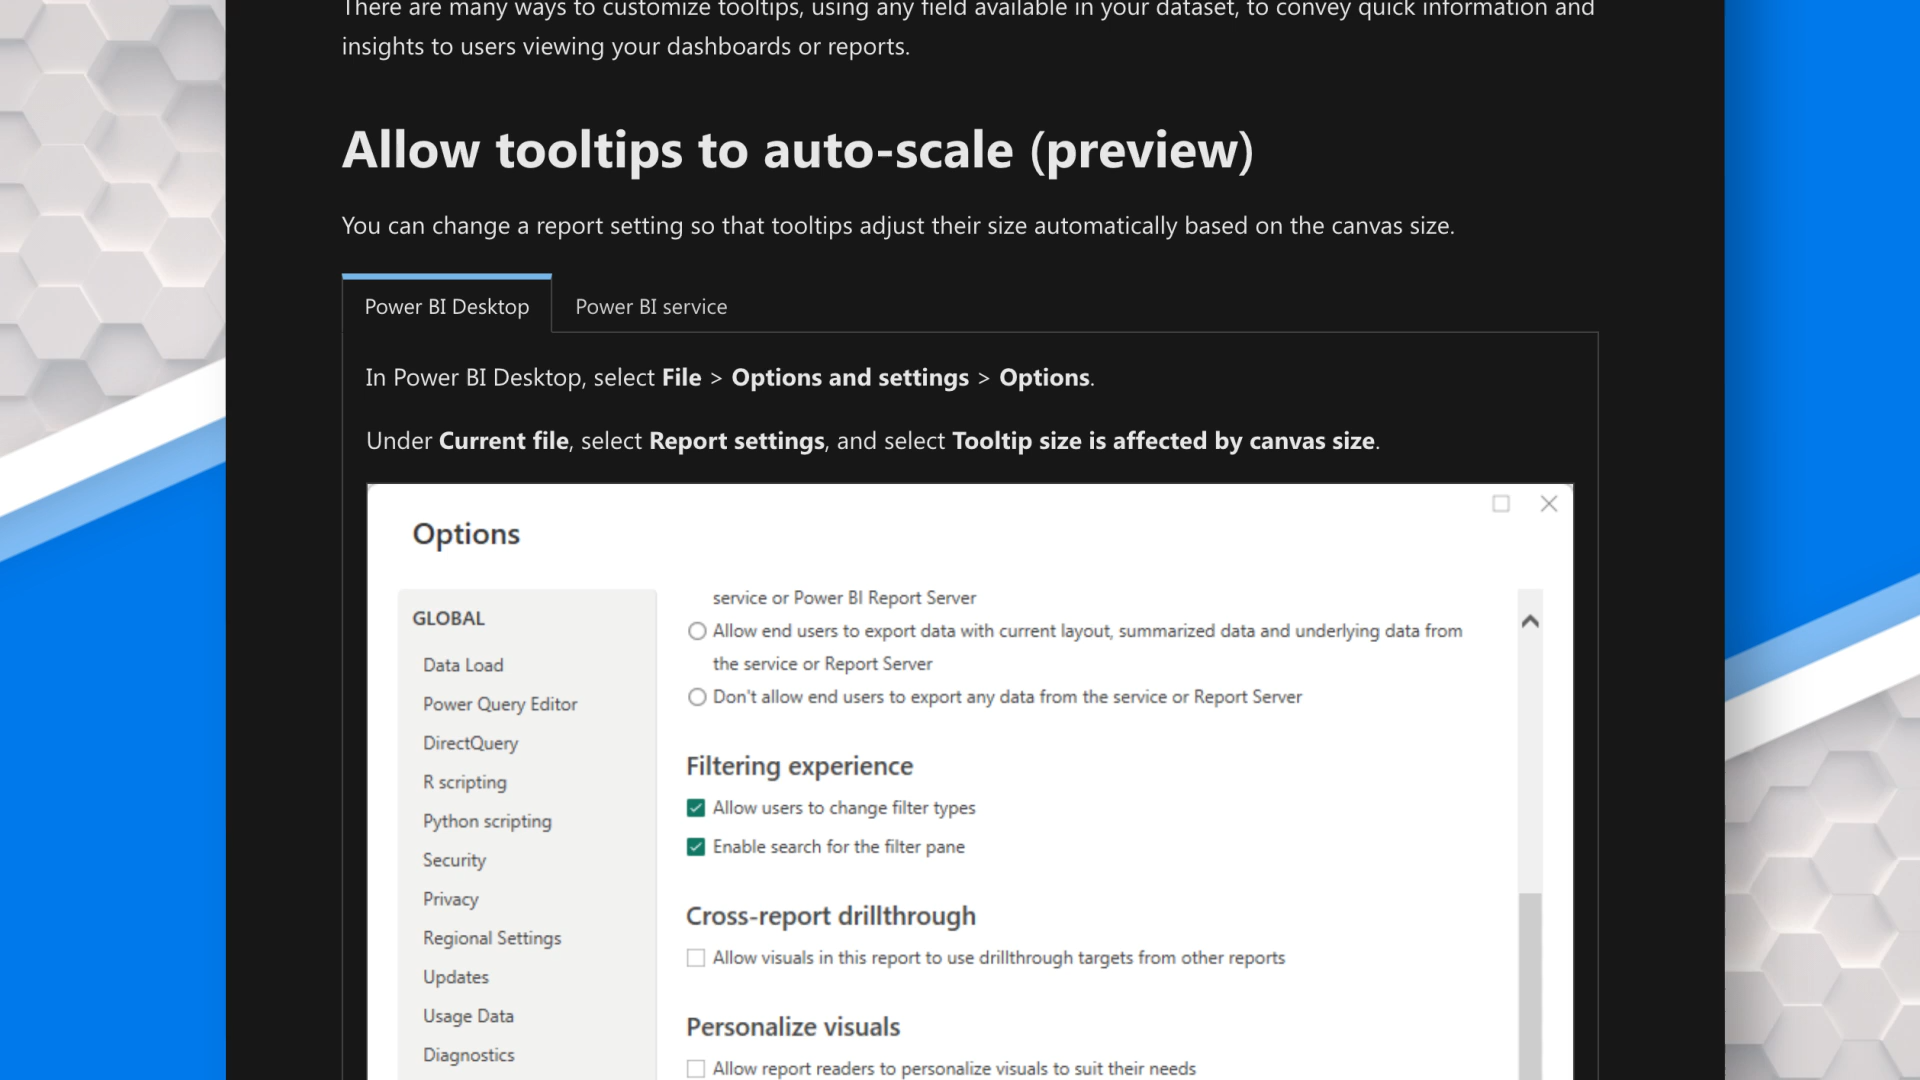 There are many ways to customize tooltips, using any field available in your dataset, to convey quick information and
insights to users viewing your dashboards or reports.
Allow tooltips to auto-scale (preview)
You can change a report setting so that tooltips adjust their size automatically based on the canvas size.
Power BI Desktop
Power BI service
In Power BI Desktop, select File > Options and settings > Options.
Under Current file, select Report settings, and select Tooltip size is affected by canvas size.
Options
GLOBAL
Data Load
Power Query Editor
DirectQuery
R scripting
Python scripting
Security
Privacy
Regional Settings
Updates
Usage Data
Diagnostics
service or Power BI Report Server
Allow end users to export data with current layout, summarized data and underlying data from
the service or Report Server
Don't allow end users to export any data from the service or Report Server
Filtering experience
Allow users to change filter types
Enable search for the filter pane
Cross-report drillthrough
Allow visuals in this report to use drillthrough targets from other reports
Personalize visuals
Allow report readers to personalize visuals to suit their needs